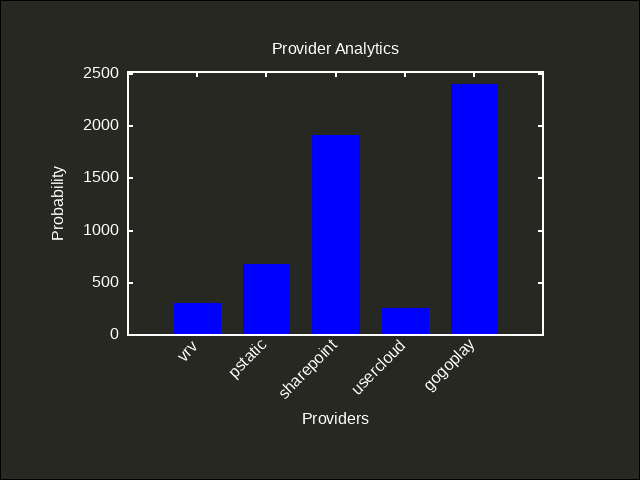 Provider Analytics
2500
2000
1500
1000
500
0
Probability
vrv
pstatic
sharepoint
usercloud
gogoplay
Providers